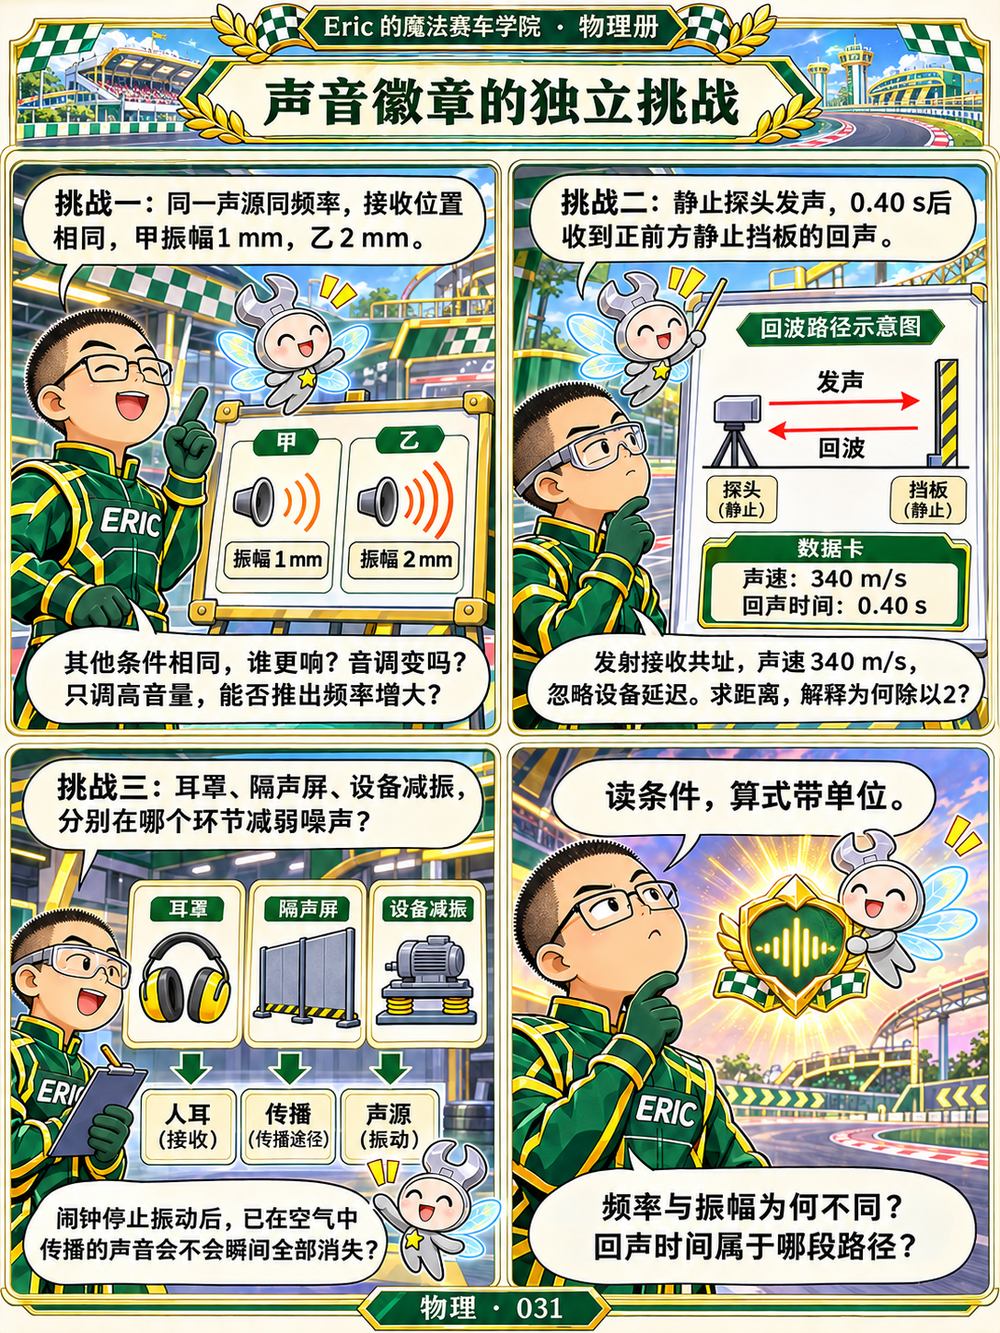 Eric 的魔法赛车学院 · 物理册
声音徽章的独立挑战
挑战一：同一声源同频率，接收位置
相同，甲振幅1 mm，乙2 mm。
甲
乙
振幅1mm
振幅2mm
ERIC
其他条件相同，谁更响？音调变吗？
只调高音量，能否推出频率增大？
挑战二：静止探头发声，0.40 s后
收到正前方静止挡板的回声。
回波路径示意图
发声
回波
探头
（静止）
挡板
（静止）
数据卡
声速：340 m/s
回声时间：0.40 s
发射接收共址，声速340 m/s，
忽略设备延迟。求距离，解释为何除以2？
挑战三：耳罩、隔声屏、设备减振，
分别在哪个环节减弱噪声？
耳罩
隔声屏
设备减振
人耳
（接收）
传播
（传播途径）
声源
（振动）
ERIC
闹钟停止振动后，已在空气中
传播的声音会不会瞬间全部消失？
读条件，算式带单位。
ERIC
频率与振幅为何不同？
回声时间属于哪段路径？
物理 · 031